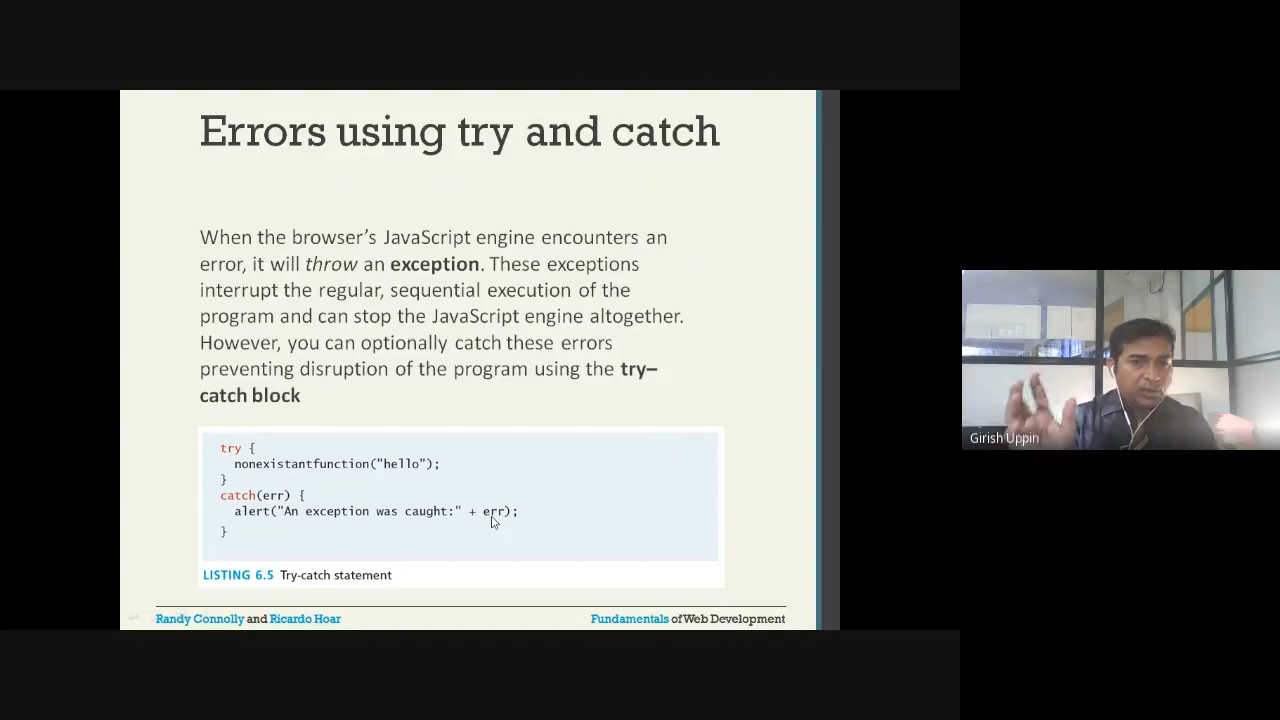 Errors using try and catch
When the browser’s JavaScript engine encounters an
error, it will throw an exception. These exceptions
interrupt the regular, sequential execution of the
program and can stop the JavaScript engine altogether.
However, you can optionally catch these errors
preventing disruption of the program using the try–
catch block
try {
nonexistantfunction("hello");
}
catch(err) {
alert("An exception was caught:" + err);
}
LISTING 6.5 Try-catch statement
Randy Connolly and Ricardo Hoar
Fundamentals of Web Development
Girish Uppin